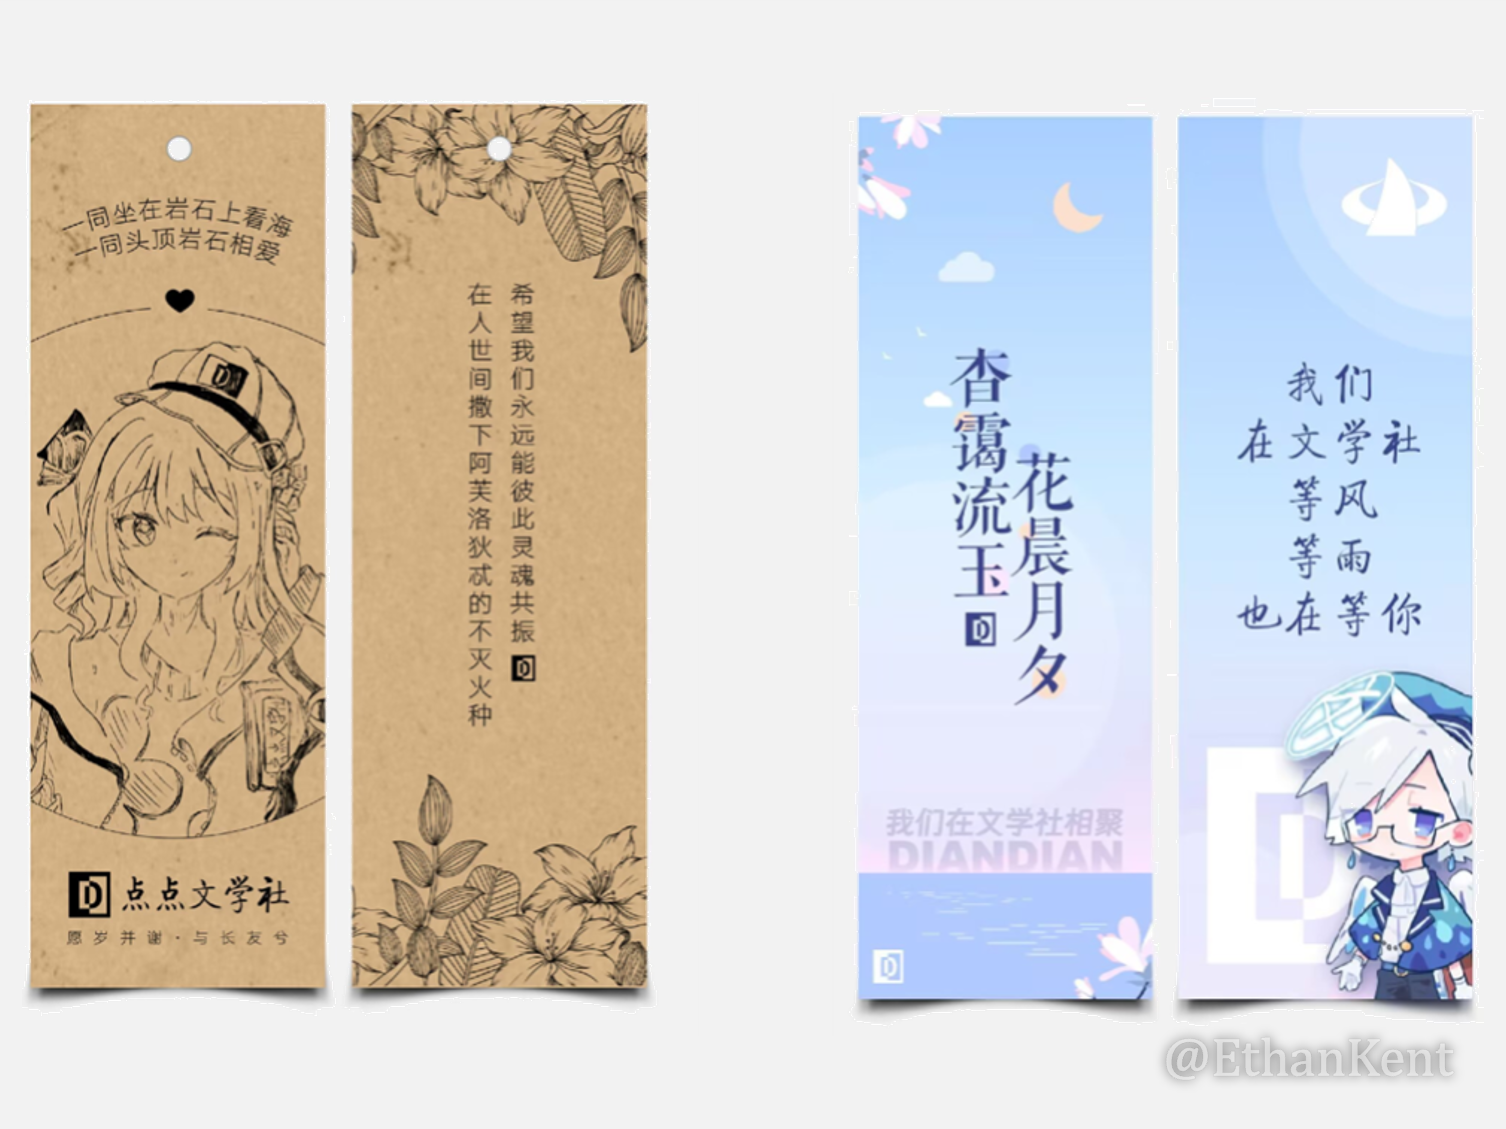 一同坐在岩石上看海
一同头顶岩石相爱
D
D
点点文学社
愿岁并谢·与长友兮
希望我们永远能彼此灵魂共振
D
在人世间撒下阿芙洛狄忒的不灭火种
花晨月夕
杳霭流玉
D
我们在文学社相聚
DIANDIAN
D
我们
在文学社
等风
等雨
也在等你
D
@EthanKent